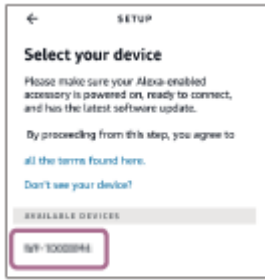 SETUP
Select your device
Please make sure your Alexa-enabled
accessory is powered on, ready to connect,
and has the latest software update.
By proceeding from this step, you agree to
all the terms found here.
Don't see your device?
AVAILABLE DEVICES